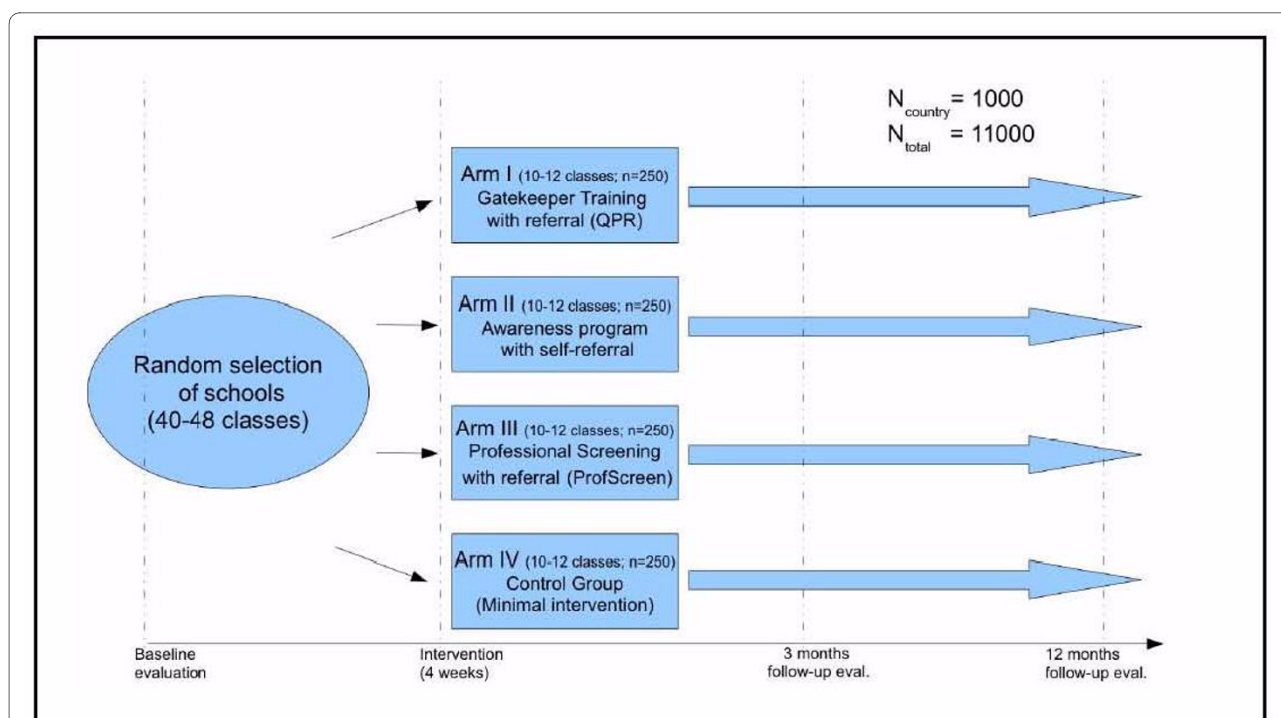 N country = 1000
N total = 11000
Arm I (10-12 classes; n=250)
Gatekeeper Training
with referral (QPR)
Arm II (10-12 classes; n=250)
Awareness program
with self-referral
Random selection
of schools
(40-48 classes)
Arm III (10-12 classes; n=250)
Professional Screening
with referral (ProfScreen)
Arm IV (10-12 classes; n=250)
Control Group
(Minimal intervention)
Baseline
evaluation
Intervention
(4 weeks)
3 months
follow-up eval.
12 months
follow-up eval.